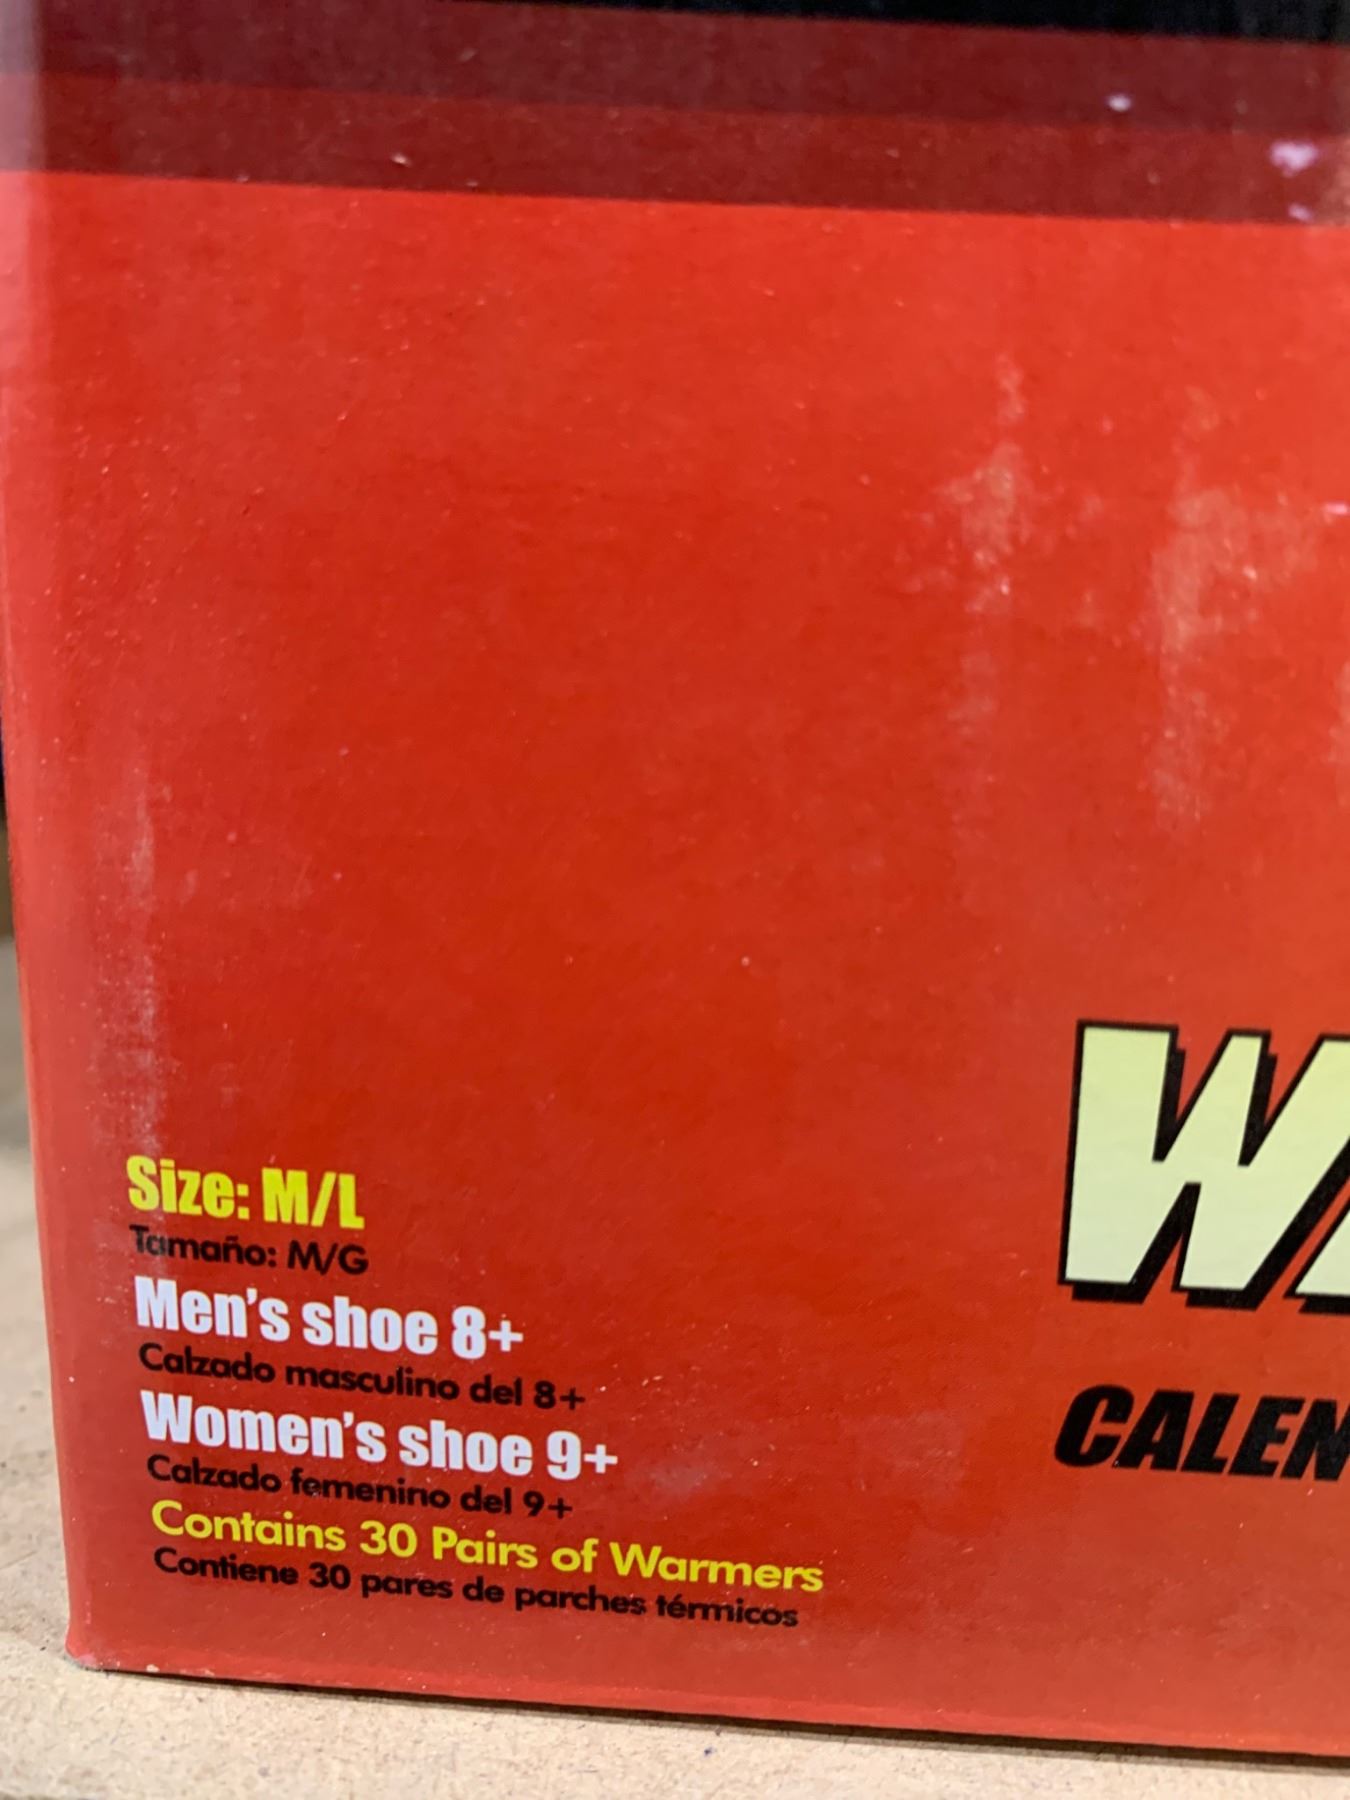 Size: M/L
Tamaño: M/G
Men's shoe 8+
Calzado masculino del 8+
Women's shoe 9+
Calzado femenino del 9+
Contains 30 Pairs of Warmers
Contiene 30 pares de parches térmicos